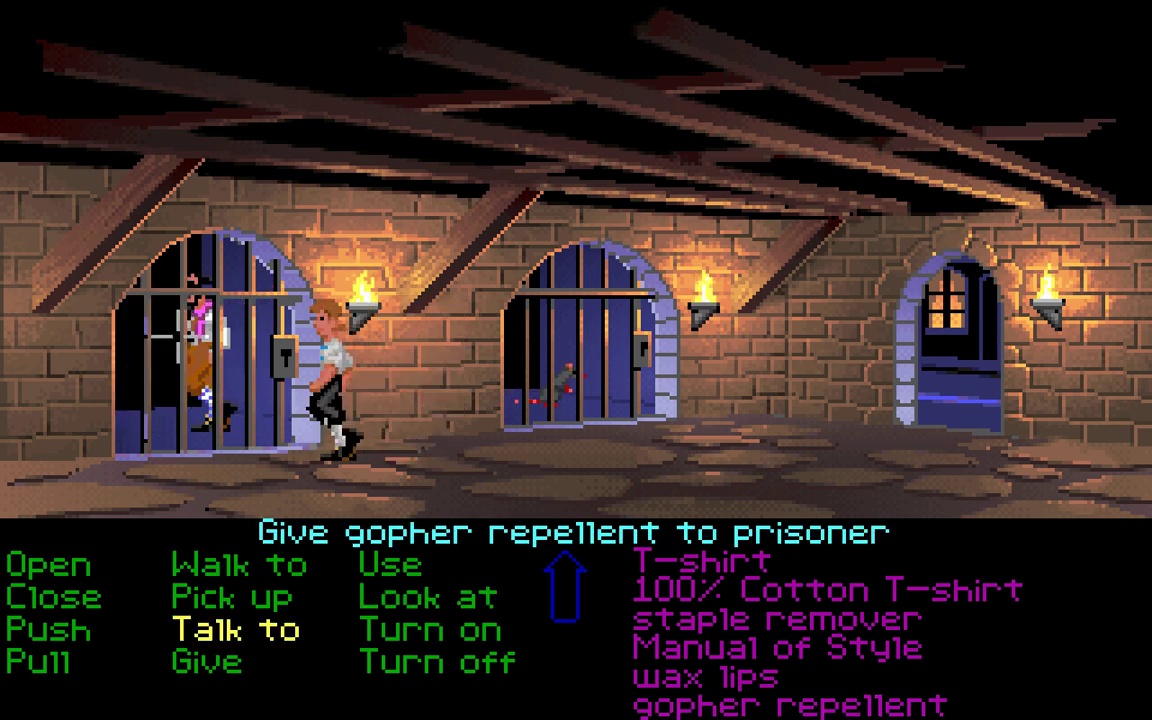 Give gopher repellent to prisoner
Open Walk to Use T-shirt
Close Pick up Look at 100% Cotton T-shirt
Push Talk to Turn on staple remover
Pull Give Turn off Manual of Style
wax lips
gopher repellent